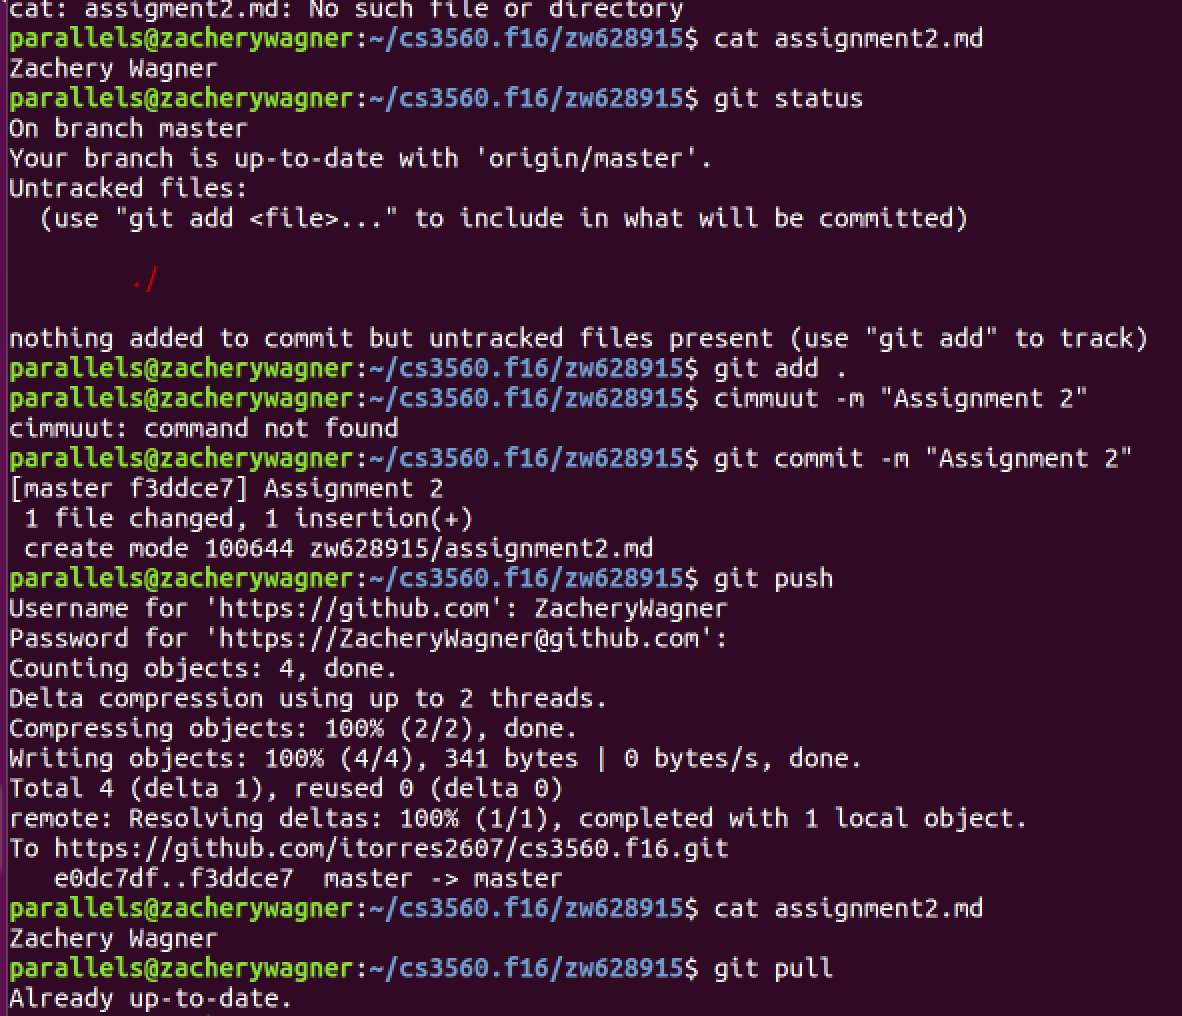 cat: assigment2.md: No such file or directory
parallels@zacherywagner:~/cs3560.f16/zw628915$ cat assignment2.md
Zachery Wagner
parallels@zacherywagner:~/cs3560.f16/zw628915$ git status
On branch master
Your branch is up-to-date with 'origin/master'.
Untracked files:
  (use "git add <file>..." to include in what will be committed)
./
nothing added to commit but untracked files present (use "git add" to track)
parallels@zacherywagner:~/cs3560.f16/zw628915$ git add .
parallels@zacherywagner:~/cs3560.f16/zw628915$ cimmuut -m "Assignment 2"
cimmuut: command not found
parallels@zacherywagner:~/cs3560.f16/zw628915$ git commit -m "Assignment 2"
[master f3ddce7] Assignment 2
 1 file changed, 1 insertion(+)
 create mode 100644 zw628915/assignment2.md
parallels@zacherywagner:~/cs3560.f16/zw628915$ git push
Username for 'https://github.com': ZacheryWagner
Password for 'https://ZacheryWagner@github.com':
Counting objects: 4, done.
Delta compression using up to 2 threads.
Compressing objects: 100% (2/2), done.
Writing objects: 100% (4/4), 341 bytes | 0 bytes/s, done.
Total 4 (delta 1), reused 0 (delta 0)
remote: Resolving deltas: 100% (1/1), completed with 1 local object.
To https://github.com/itorres2607/cs3560.f16.git
   e0dc7df..f3ddce7  master -> master
parallels@zacherywagner:~/cs3560.f16/zw628915$ cat assignment2.md
Zachery Wagner
parallels@zacherywagner:~/cs3560.f16/zw628915$ git pull
Already up-to-date.